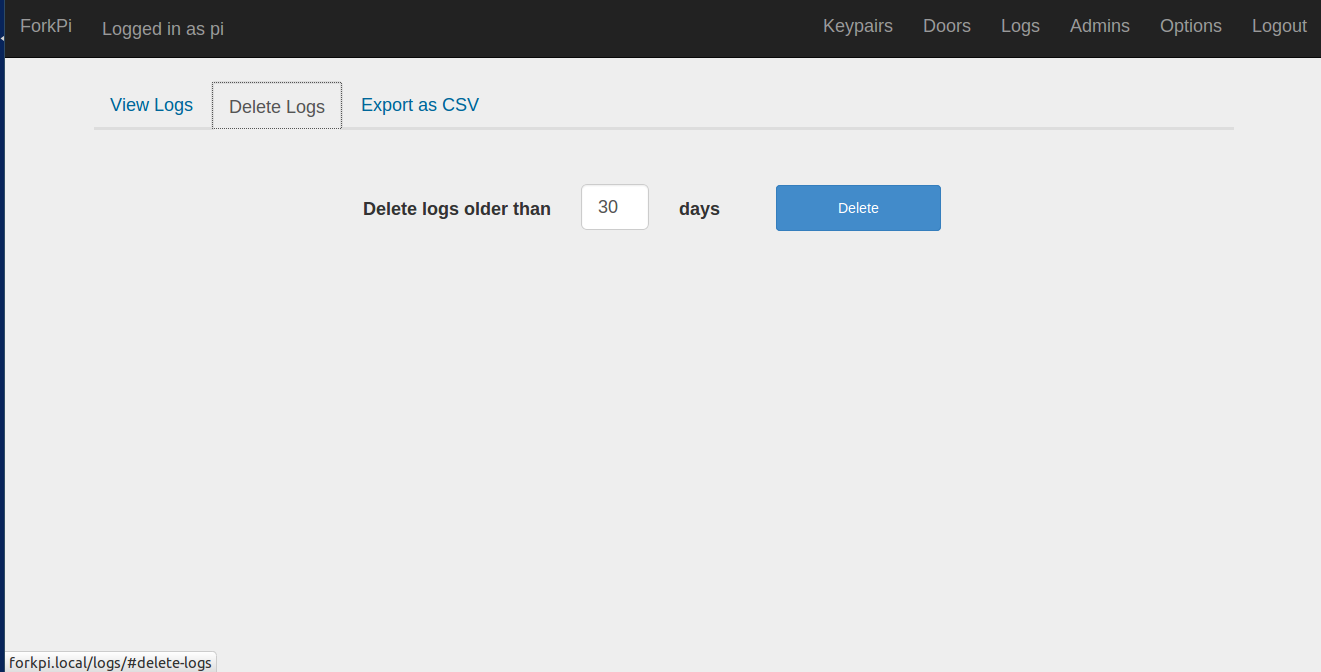 ForkPi Logged in as pi Keypairs Doors Logs Admins Options Logout
View Logs Delete Logs Export as CSV
Delete logs older than 30 days Delete
forkpi.local/logs/#delete-logs